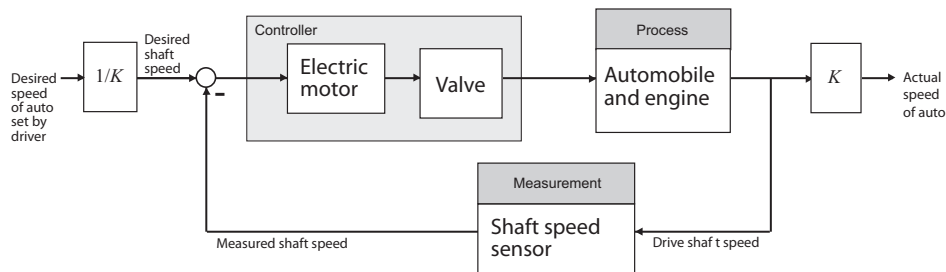 Desired
speed
of auto
set by
driver
1/K
Desired
shaft
speed
-
Controller
Electric
motor
Valve
Process
Automobile
and engine
K
Actual
speed
of auto
Measurement
Shaft speed
sensor
Measured shaft speed
Drive shaf t speed